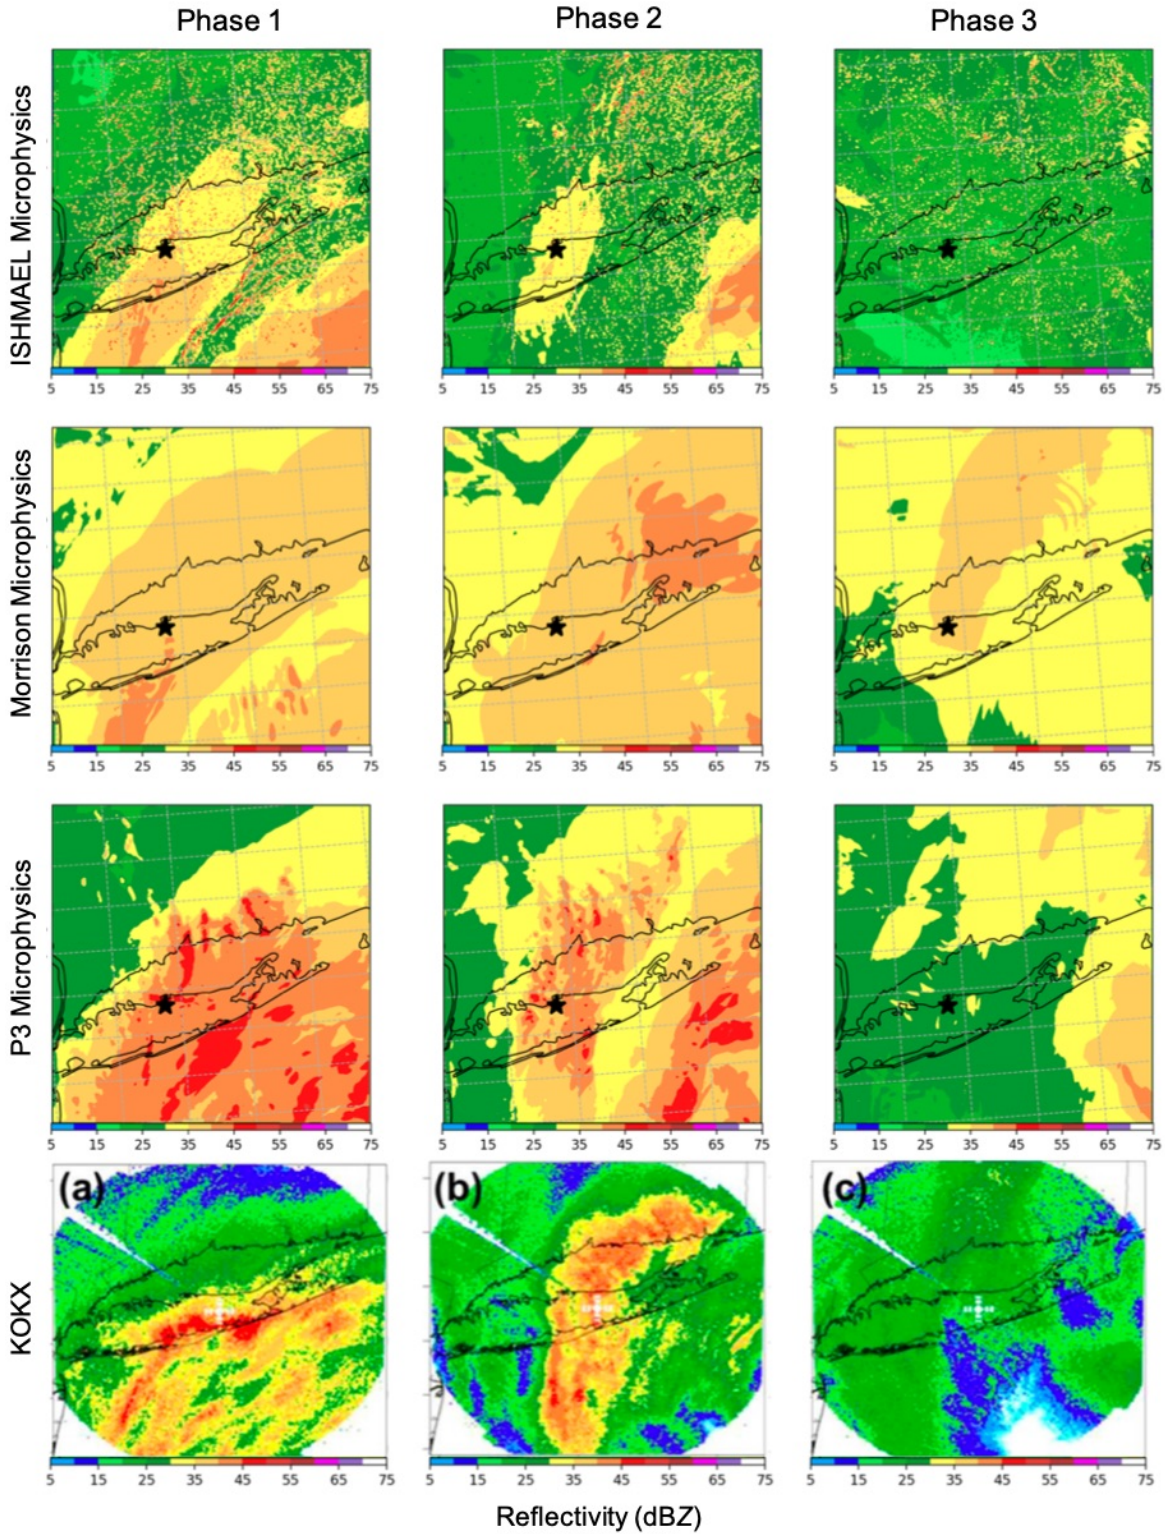 Phase 1 Phase 2 Phase 3
ISHMAEL Microphysics
5 15 25 35 45 55 65 75 5 15 25 35 45 55 65 75 5 15 25 35 45 55 65 75
Morrison Microphysics
5 15 25 35 45 55 65 75 5 15 25 35 45 55 65 75 5 15 25 35 45 55 65 75
P3 Microphysics
5 15 25 35 45 55 65 75 5 15 25 35 45 55 65 75 5 15 25 35 45 55 65 75
(a) (b) (c)
KOKX
5 15 25 35 45 55 65 75 5 15 25 35 45 55 65 75 5 15 25 35 45 55 65 75
Reflectivity (dBZ)